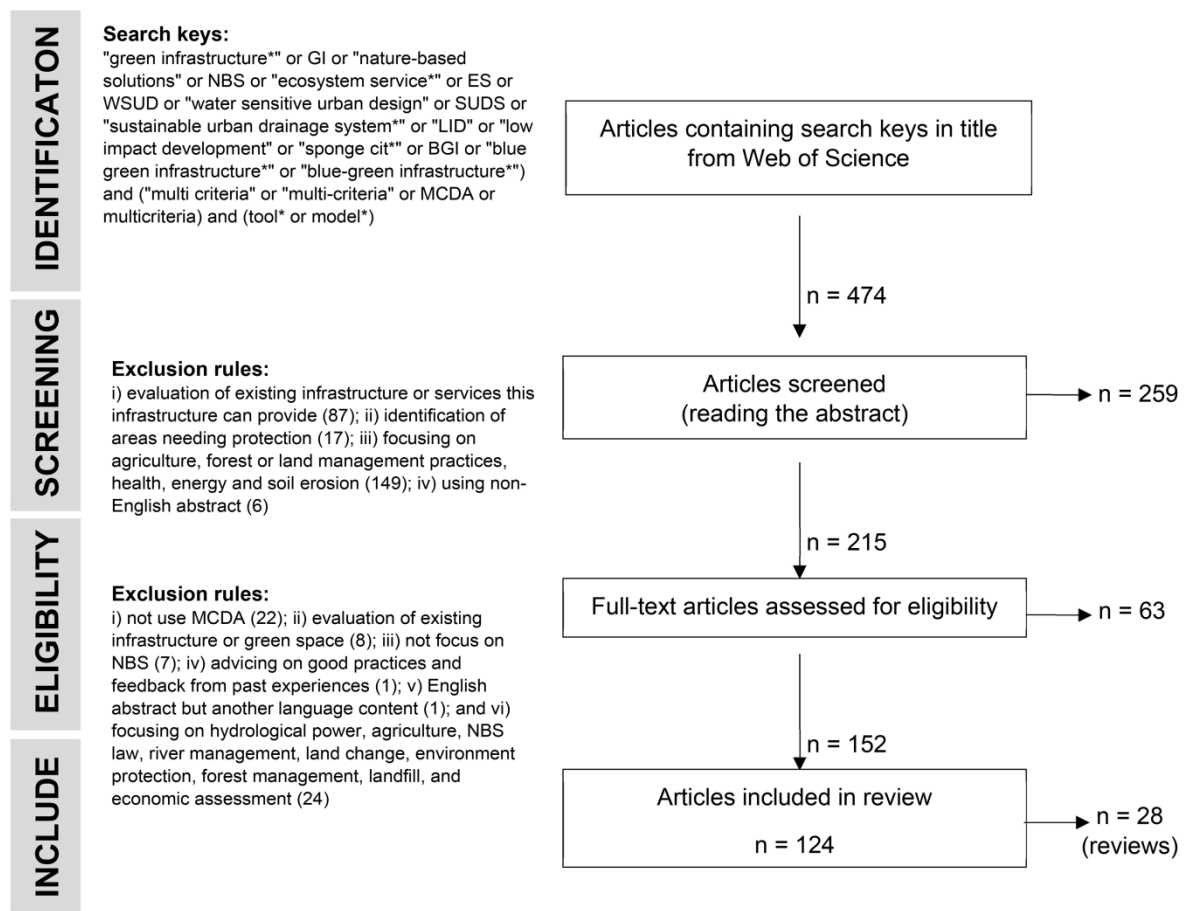 IDENTIFICATON
Search keys:
"green infrastructure*" or GI or "nature-based
solutions" or NBS or "ecosystem service*" or ES or
WSUD or "water sensitive urban design" or SUDS or
"sustainable urban drainage system*" or "LID" or "low
impact development" or "sponge cit*" or BGI or "blue
green infrastructure*" or "blue-green infrastructure*")
and ("multi criteria" or "multi-criteria" or MCDA or
multicriteria) and (tool* or model*)
Articles containing search keys in title
from Web of Science
n = 474
SCREENING
Exclusion rules:
i) evaluation of existing infrastructure or services this
infrastructure can provide (87); ii) identification of
areas needing protection (17); iii) focusing on
agriculture, forest or land management practices,
health, energy and soil erosion (149); iv) using non-
English abstract (6)
Articles screened
(reading the abstract)
n = 259
n = 215
ELIGIBILITY
Exclusion rules:
i) not use MCDA (22); ii) evaluation of existing
infrastructure or green space (8); iii) not focus on
NBS (7); iv) advicing on good practices and
feedback from past experiences (1); v) English
abstract but another language content (1); and vi)
focusing on hydrological power, agriculture, NBS
law, river management, land change, environment
protection, forest management, landfill, and
economic assessment (24)
Full-text articles assessed for eligibility
n = 63
n = 152
INCLUDE
Articles included in review
n = 124
n = 28
(reviews)